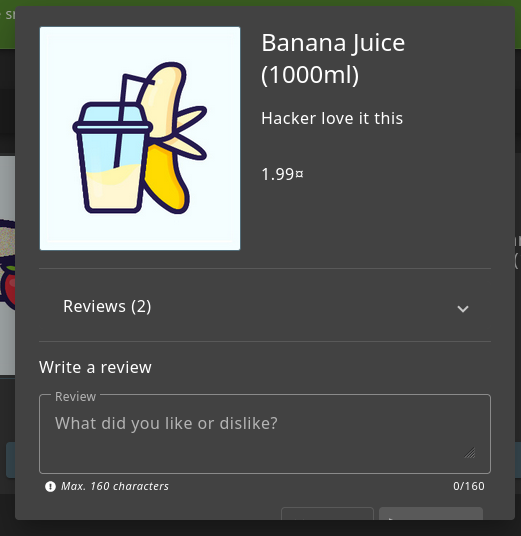 Banana Juice
(1000ml)
Hacker love it this
1.99¤
Reviews (2)
Write a review
Review
What did you like or dislike?
Max. 160 characters
0/160